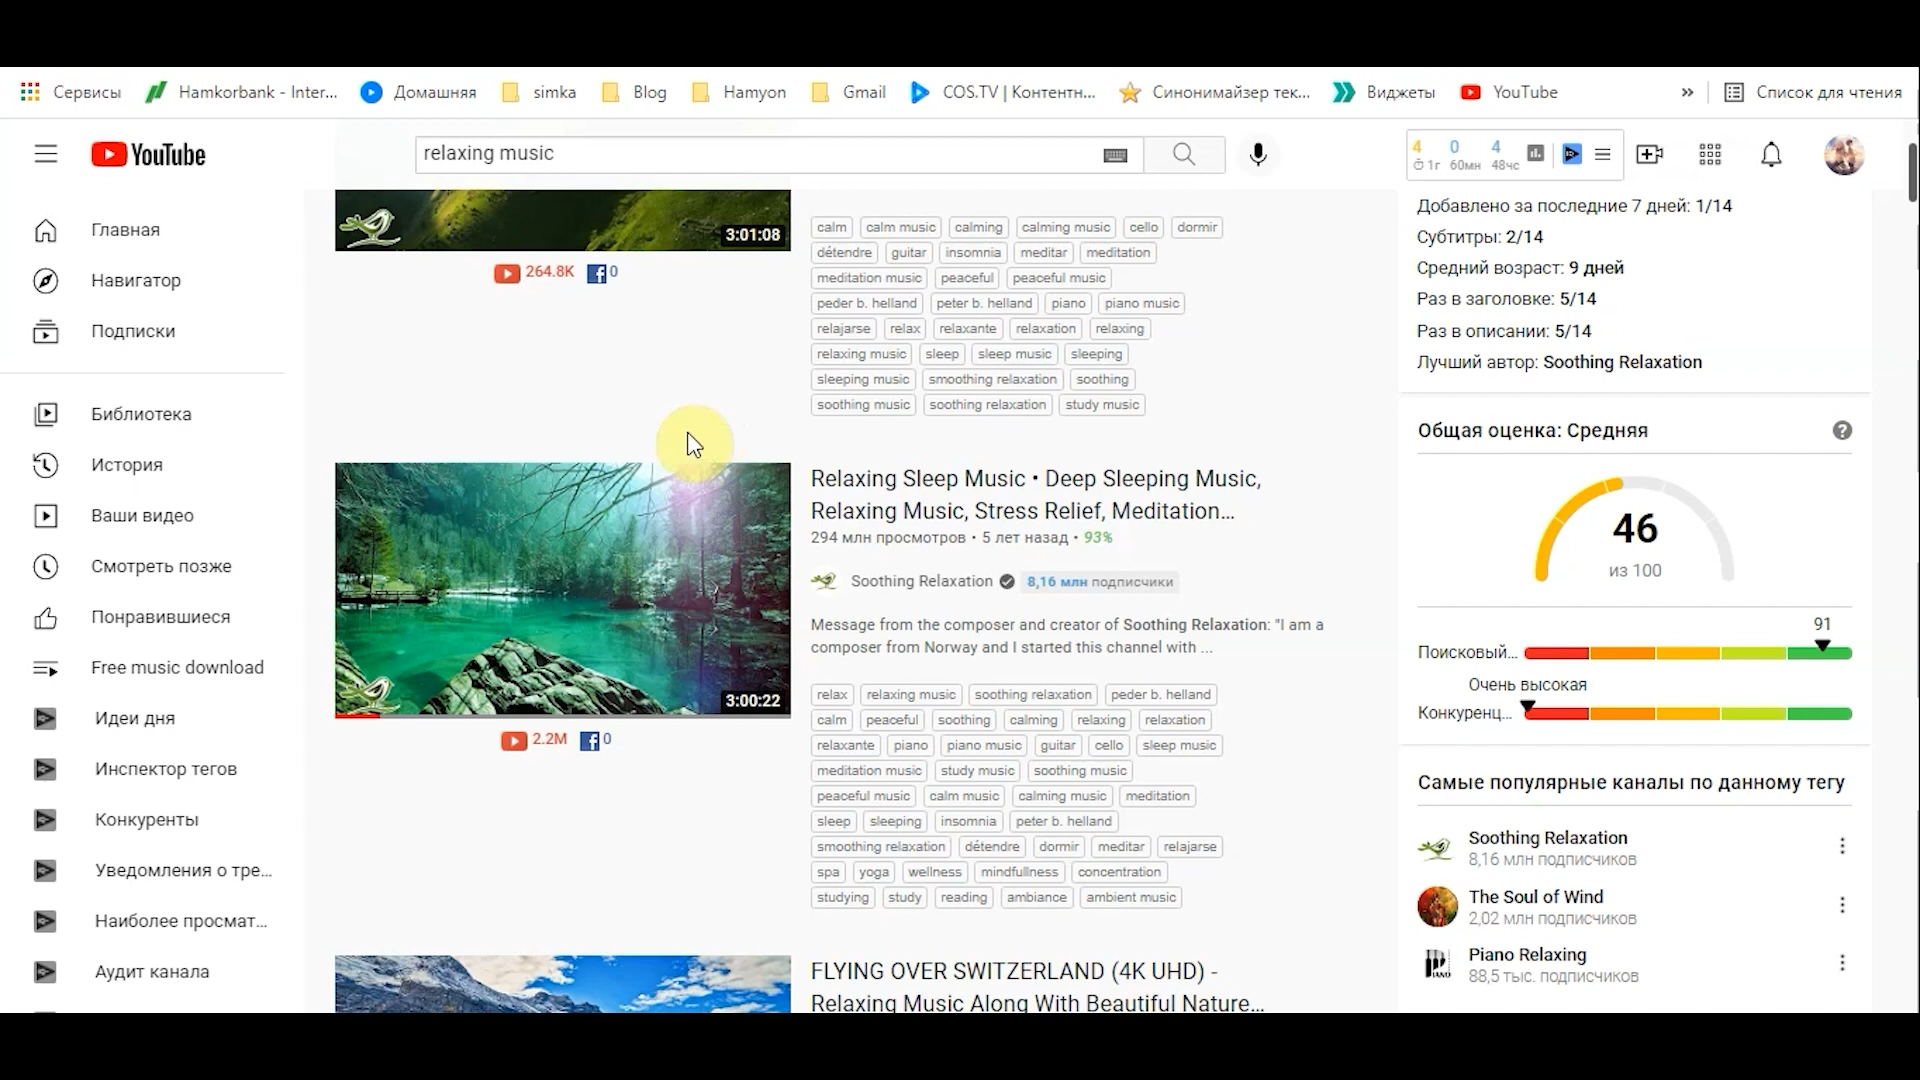 Сервисы Hamkorbank - Inter... Домашняя simka Blog Hamyon Gmail COS.TV | Контентн... Синонимайзер тек... Виджеты YouTube » Список для чтения
YouTube
relaxing music
4 0 4
1г 60мн 48чс
Главная
Навигатор
Подписки
Библиотека
История
Ваши видео
Смотреть позже
Понравившиеся
Free music download
Идеи дня
Инспектор тегов
Конкуренты
Уведомления о тре...
Наиболее просмат...
Аудит канала
3:01:08
264.8K 0
calm calm music calming calming music cello dormir
détendre guitar insomnia meditar meditation
meditation music peaceful peaceful music
peder b. helland peter b. helland piano piano music
relajarse relax relaxante relaxation relaxing
relaxing music sleep sleep music sleeping
sleeping music smoothing relaxation soothing
soothing music soothing relaxation study music
3:00:22
2.2M 0
Relaxing Sleep Music • Deep Sleeping Music,
Relaxing Music, Stress Relief, Meditation...
294 млн просмотров • 5 лет назад • 93%
Soothing Relaxation 8,16 млн подписчики
Message from the composer and creator of Soothing Relaxation: "I am a
composer from Norway and I started this channel with ...
relax relaxing music soothing relaxation peder b. helland
calm peaceful soothing calming relaxing relaxation
relaxante piano piano music guitar cello sleep music
meditation music study music soothing music
peaceful music calm music calming music meditation
sleep sleeping insomnia peter b. helland
smoothing relaxation détendre dormir meditar relajarse
spa yoga wellness mindfullness concentration
studying study reading ambiance ambient music
FLYING OVER SWITZERLAND (4K UHD) -
Relaxing Music Along With Beautiful Nature...
Добавлено за последние 7 дней: 1/14
Субтитры: 2/14
Средний возраст: 9 дней
Раз в заголовке: 5/14
Раз в описании: 5/14
Лучший автор: Soothing Relaxation
Общая оценка: Средняя ?
46
из 100
91
Поисковый...
Очень высокая
Конкуренц...
Самые популярные каналы по данному тегу
Soothing Relaxation
8,16 млн подписчиков
The Soul of Wind
2,02 млн подписчиков
Piano Relaxing
88,5 тыс. подписчиков